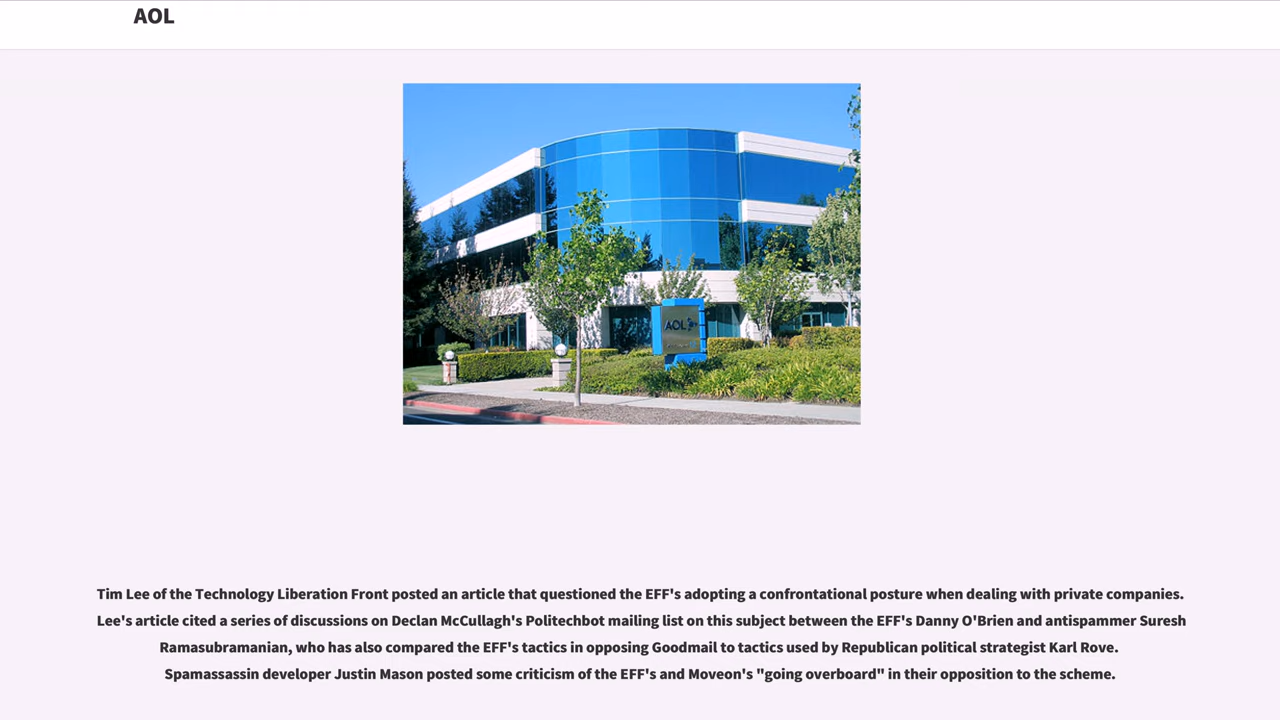 AOL
AOL
Tim Lee of the Technology Liberation Front posted an article that questioned the EFF's adopting a confrontational posture when dealing with private companies.
Lee's article cited a series of discussions on Declan McCullagh's Politechbot mailing list on this subject between the EFF's Danny O'Brien and antispammer Suresh
Ramasubramanian, who has also compared the EFF's tactics in opposing Goodmail to tactics used by Republican political strategist Karl Rove.
Spamassassin developer Justin Mason posted some criticism of the EFF's and Moveon's "going overboard" in their opposition to the scheme.